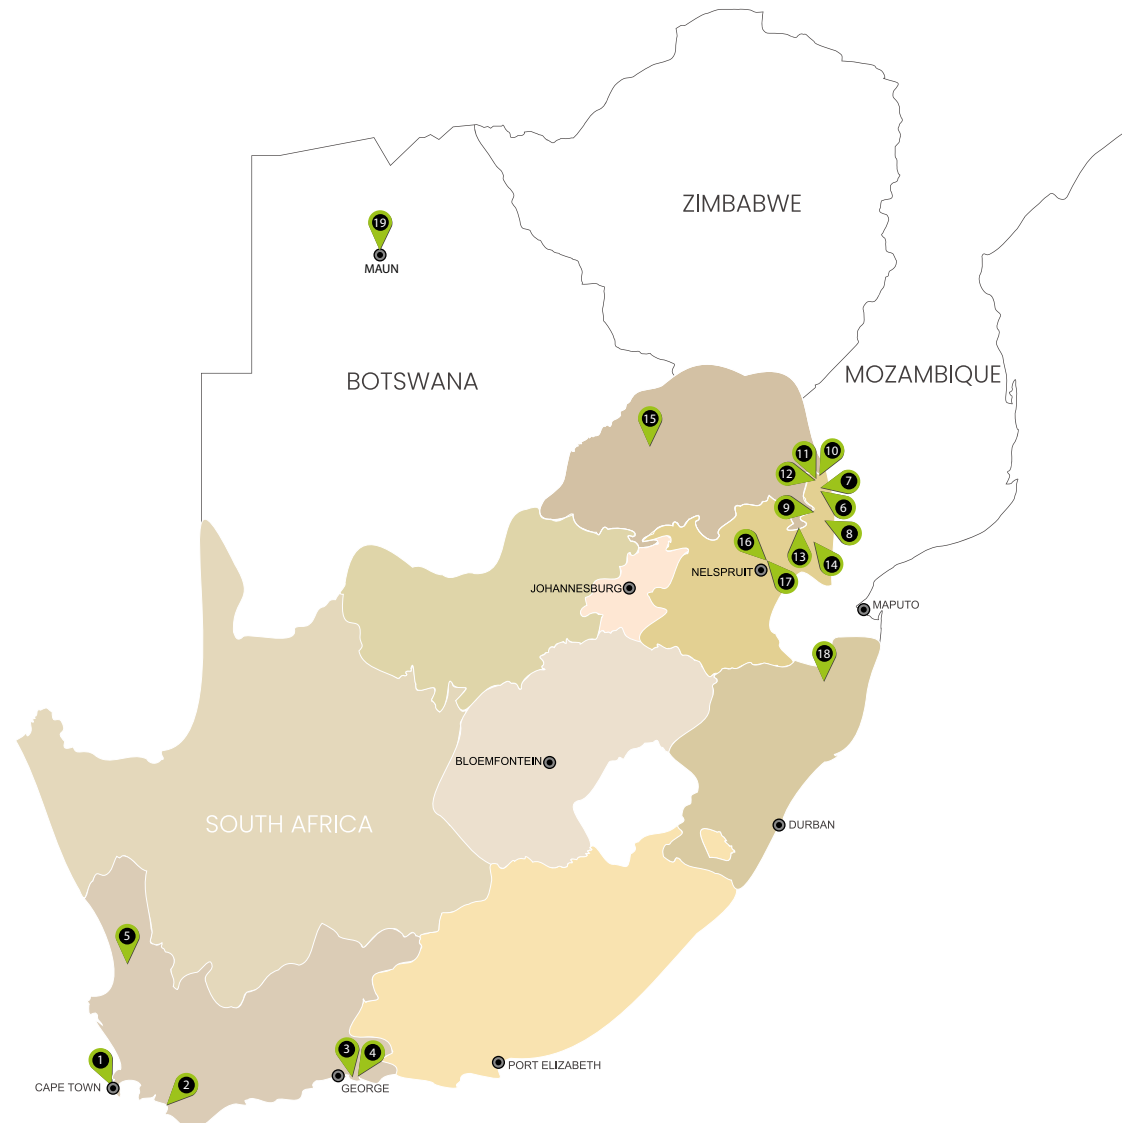 ZIMBABWE
19
MAUN
BOTSWANA
MOZAMBIQUE
15
11
10
12
7
9
6
8
16
13
14
NELSPRUIT
17
JOHANNESBURG
MAPUTO
18
BLOEMFONTEIN
SOUTH AFRICA
DURBAN
5
1
3
4
2
CAPE TOWN
GEORGE
PORT ELIZABETH